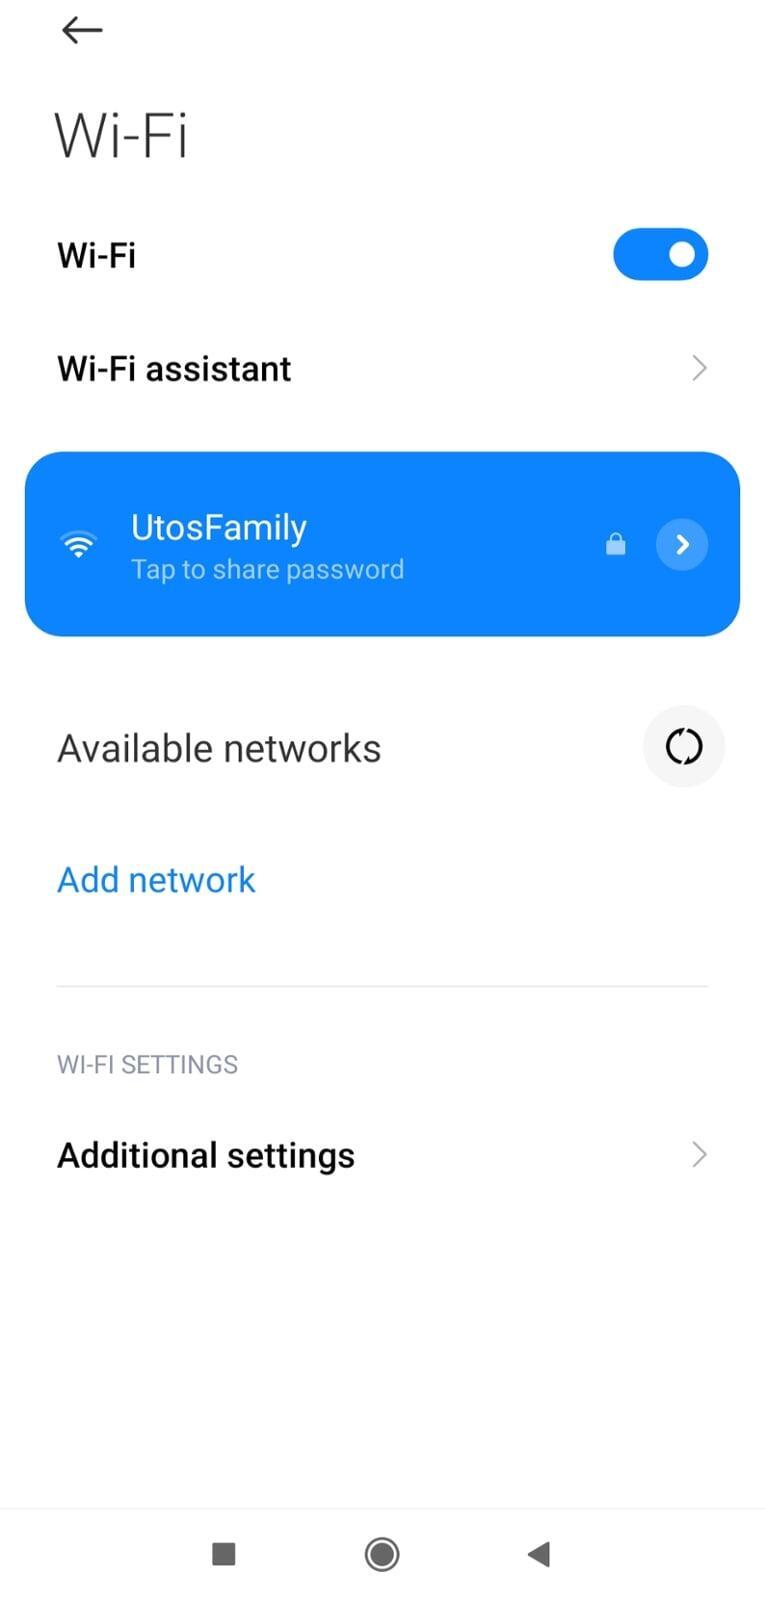 Wi-Fi
Wi-Fi
Wi-Fi assistant
UtosFamily
Tap to share password
Available networks
Add network
WI-FI SETTINGS
Additional settings